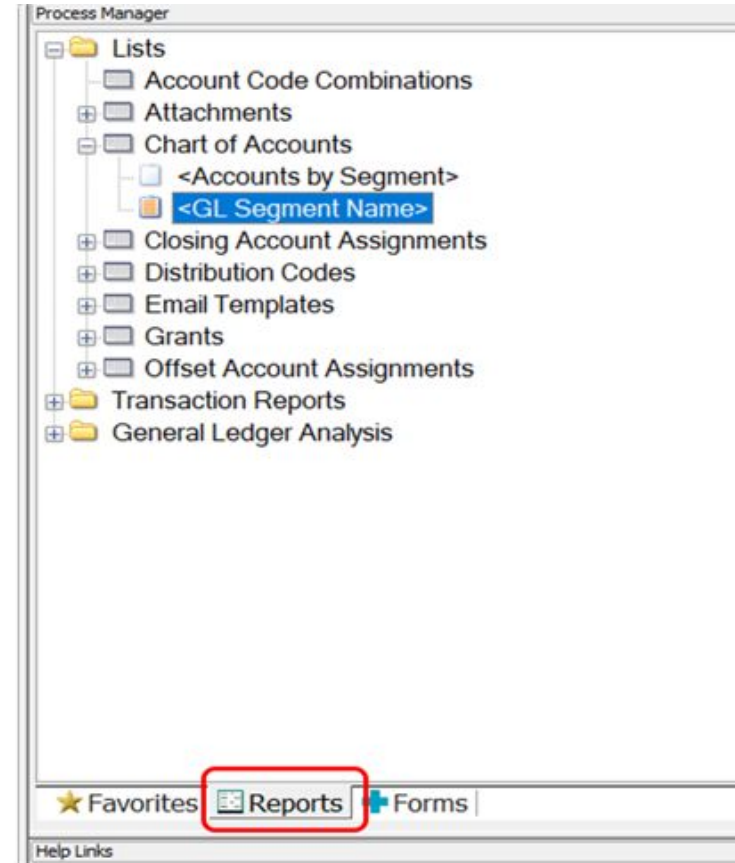 Process Manager
Lists
Account Code Combinations
Attachments
Chart of Accounts
<Accounts by Segment>
<GL Segment Name>
Closing Account Assignments
Distribution Codes
Email Templates
Grants
Offset Account Assignments
Transaction Reports
General Ledger Analysis
Favorites Reports Forms
Help Links